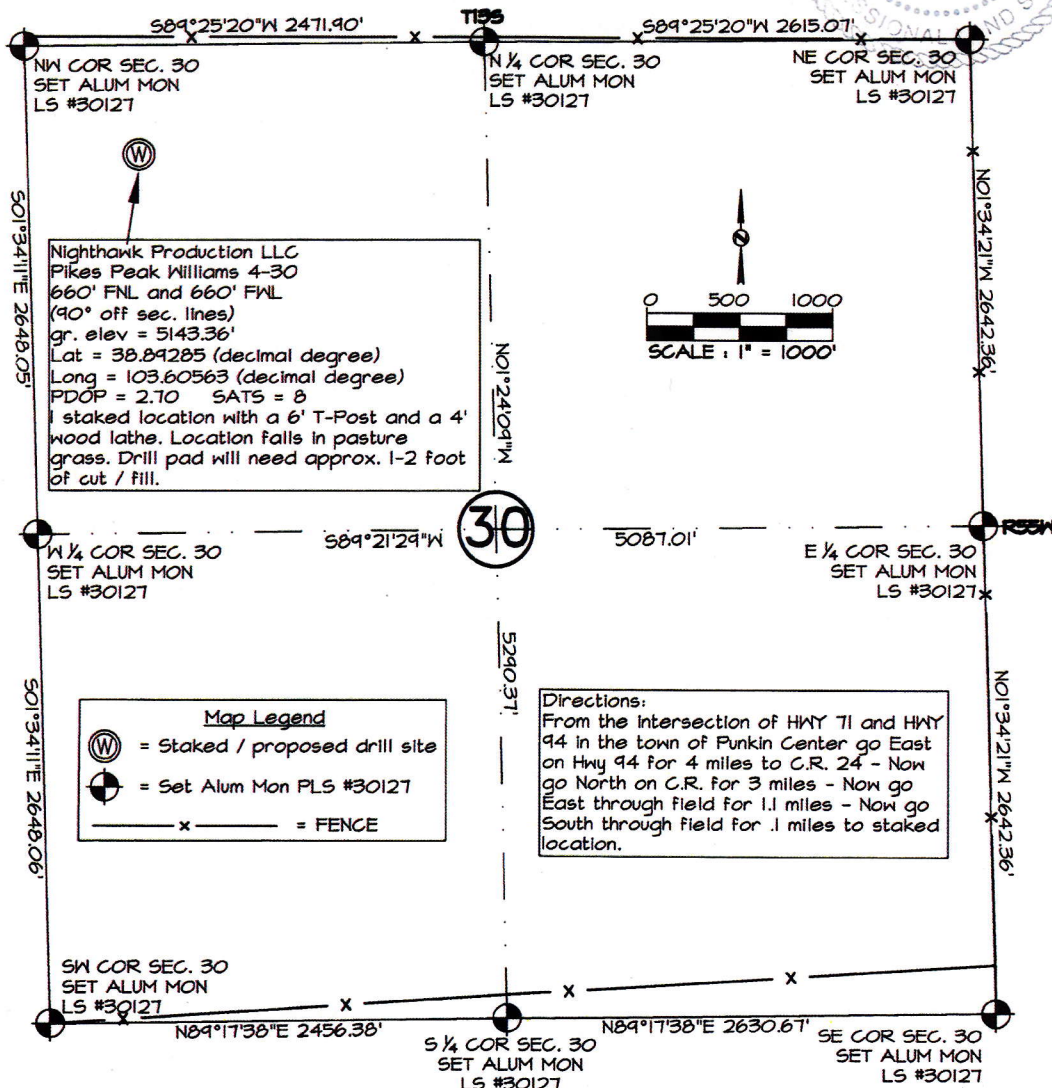 SIONAL LAND S
T13S
S89°25'20"W 2471.90'
S89°25'20"W 2615.07'
NW COR SEC. 30
SET ALUM MON
LS #30127
N 1/4 COR SEC. 30
SET ALUM MON
LS #30127
NE COR SEC. 30
SET ALUM MON
LS #30127
W
S01°34'11"E 2648.05'
N01°34'21"W 2642.36'
Nighthawk Production LLC
Pikes Peak Williams 4-30
660' FNL and 660' FWL
(90° off sec. lines)
gr. elev = 5143.36'
Lat = 38.89285 (decimal degree)
Long = 103.60563 (decimal degree)
PDOP = 2.70 SATS = 8
I staked location with a 6' T-Post and a 4'
wood lathe. Location falls in pasture
grass. Drill pad will need approx. 1-2 foot
of cut / fill.
0 500 1000
SCALE : 1" = 1000'
N01°24'09"W
W 1/4 COR SEC. 30
SET ALUM MON
LS #30127
S89°21'29"W
30
5087.01'
E 1/4 COR SEC. 30
SET ALUM MON
LS #30127
R55W
5290.37'
S01°34'11"E 2648.06'
N01°34'21"W 2642.36'
Map Legend
W = Staked / proposed drill site
= Set Alum Mon PLS #30127
x = FENCE
Directions:
From the intersection of HWY 71 and HWY
94 in the town of Punkin Center go East
on Hwy 94 for 4 miles to C.R. 24 - Now
go North on C.R. for 3 miles - Now go
East through field for 1.1 miles - Now go
South through field for .1 miles to staked
location.
SW COR SEC. 30
SET ALUM MON
LS #30127
N89°17'38"E 2456.38'
N89°17'38"E 2630.67'
S 1/4 COR SEC. 30
SET ALUM MON
LS #30127
SE COR SEC. 30
SET ALUM MON
LS #30127